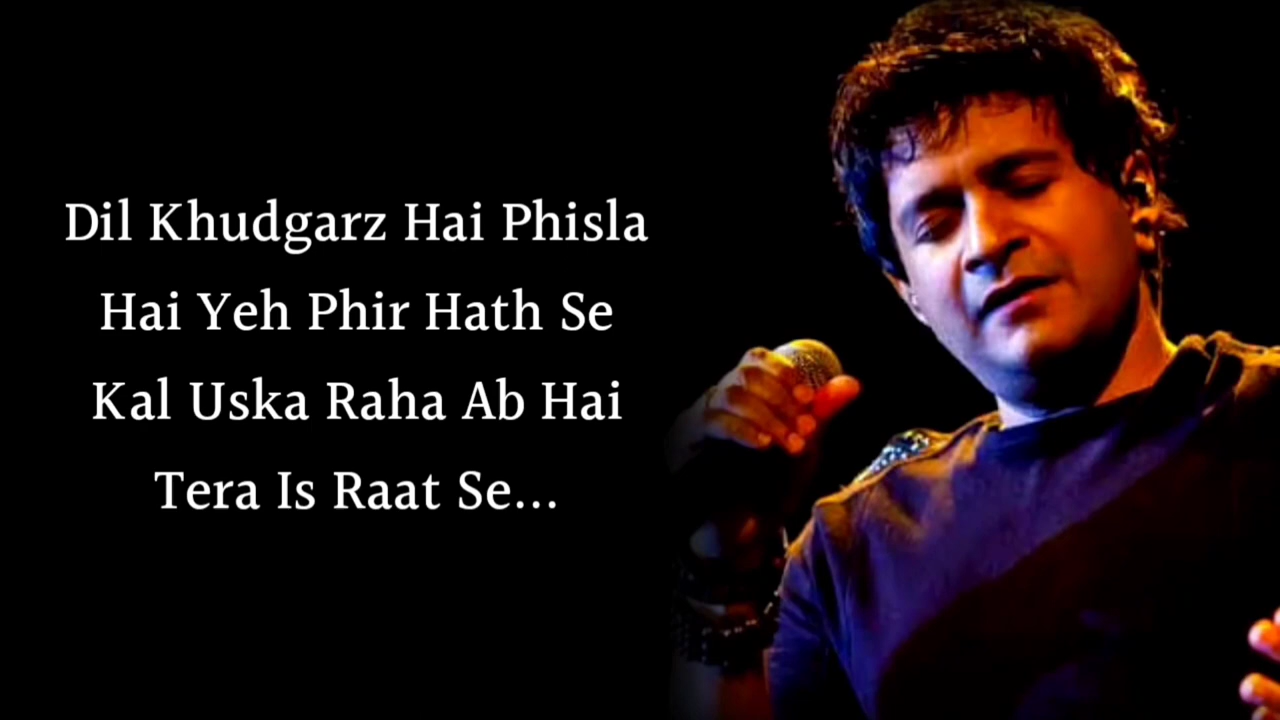 Dil Khudgarz Hai Phisla
Hai Yeh Phir Hath Se
Kal Uska Raha Ab Hai
Tera Is Raat Se...